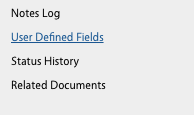 Notes Log
User Defined Fields
Status History
Related Documents